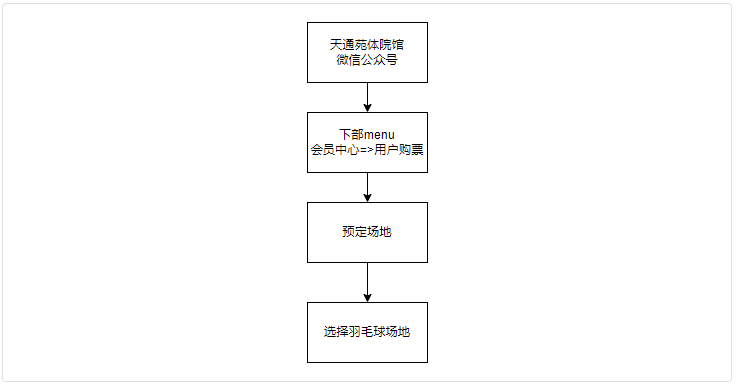 天通苑体院馆
微信公众号
下部menu
会员中心=>用户购票
预定场地
选择羽毛球场地